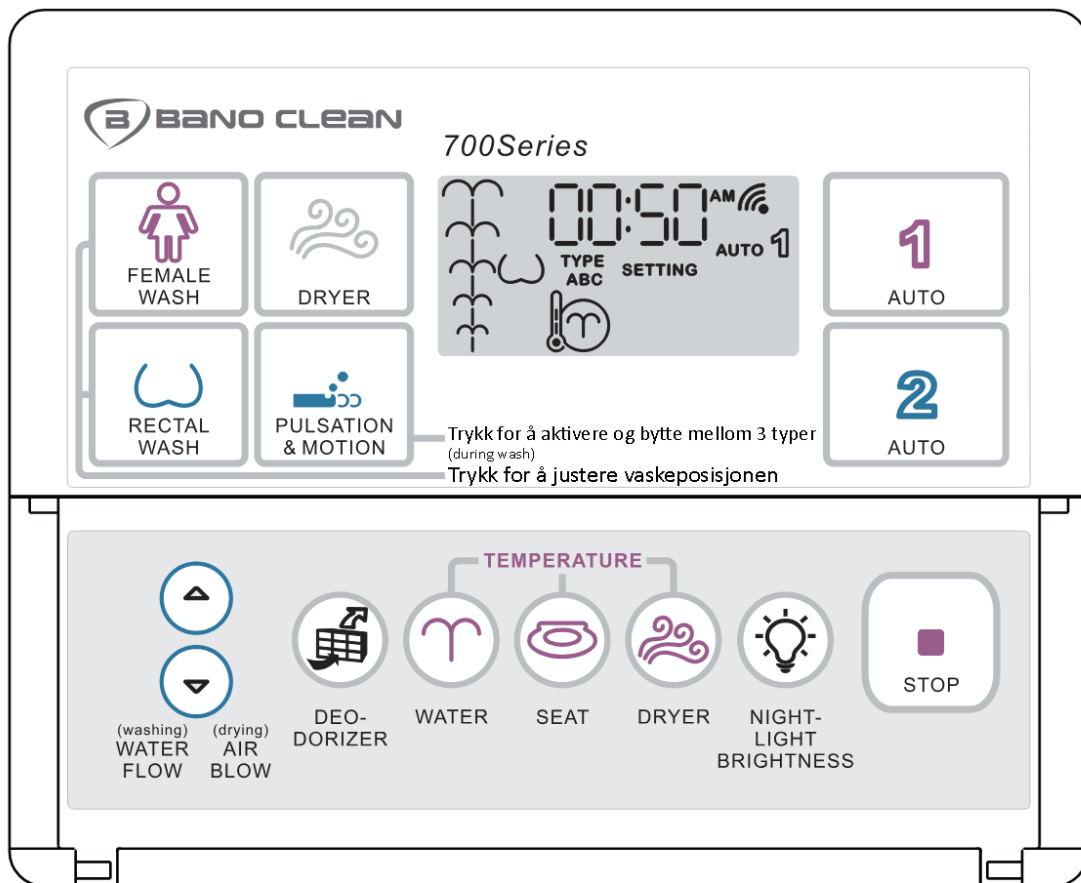 B BANO CLEAN
700Series
FEMALE
WASH
DRYER
00:50 AM
AUTO 1
TYPE
ABC
SETTING
1
AUTO
RECTAL
WASH
PULSATION
& MOTION
2
AUTO
Trykk for å aktivere og bytte mellom 3 typer
(during wash)
Trykk for å justere vaskeposisjonen
TEMPERATURE
(washing)
WATER
FLOW
(drying)
AIR
BLOW
DEO-
DORIZER
WATER
SEAT
DRYER
NIGHT-
LIGHT
BRIGHTNESS
STOP